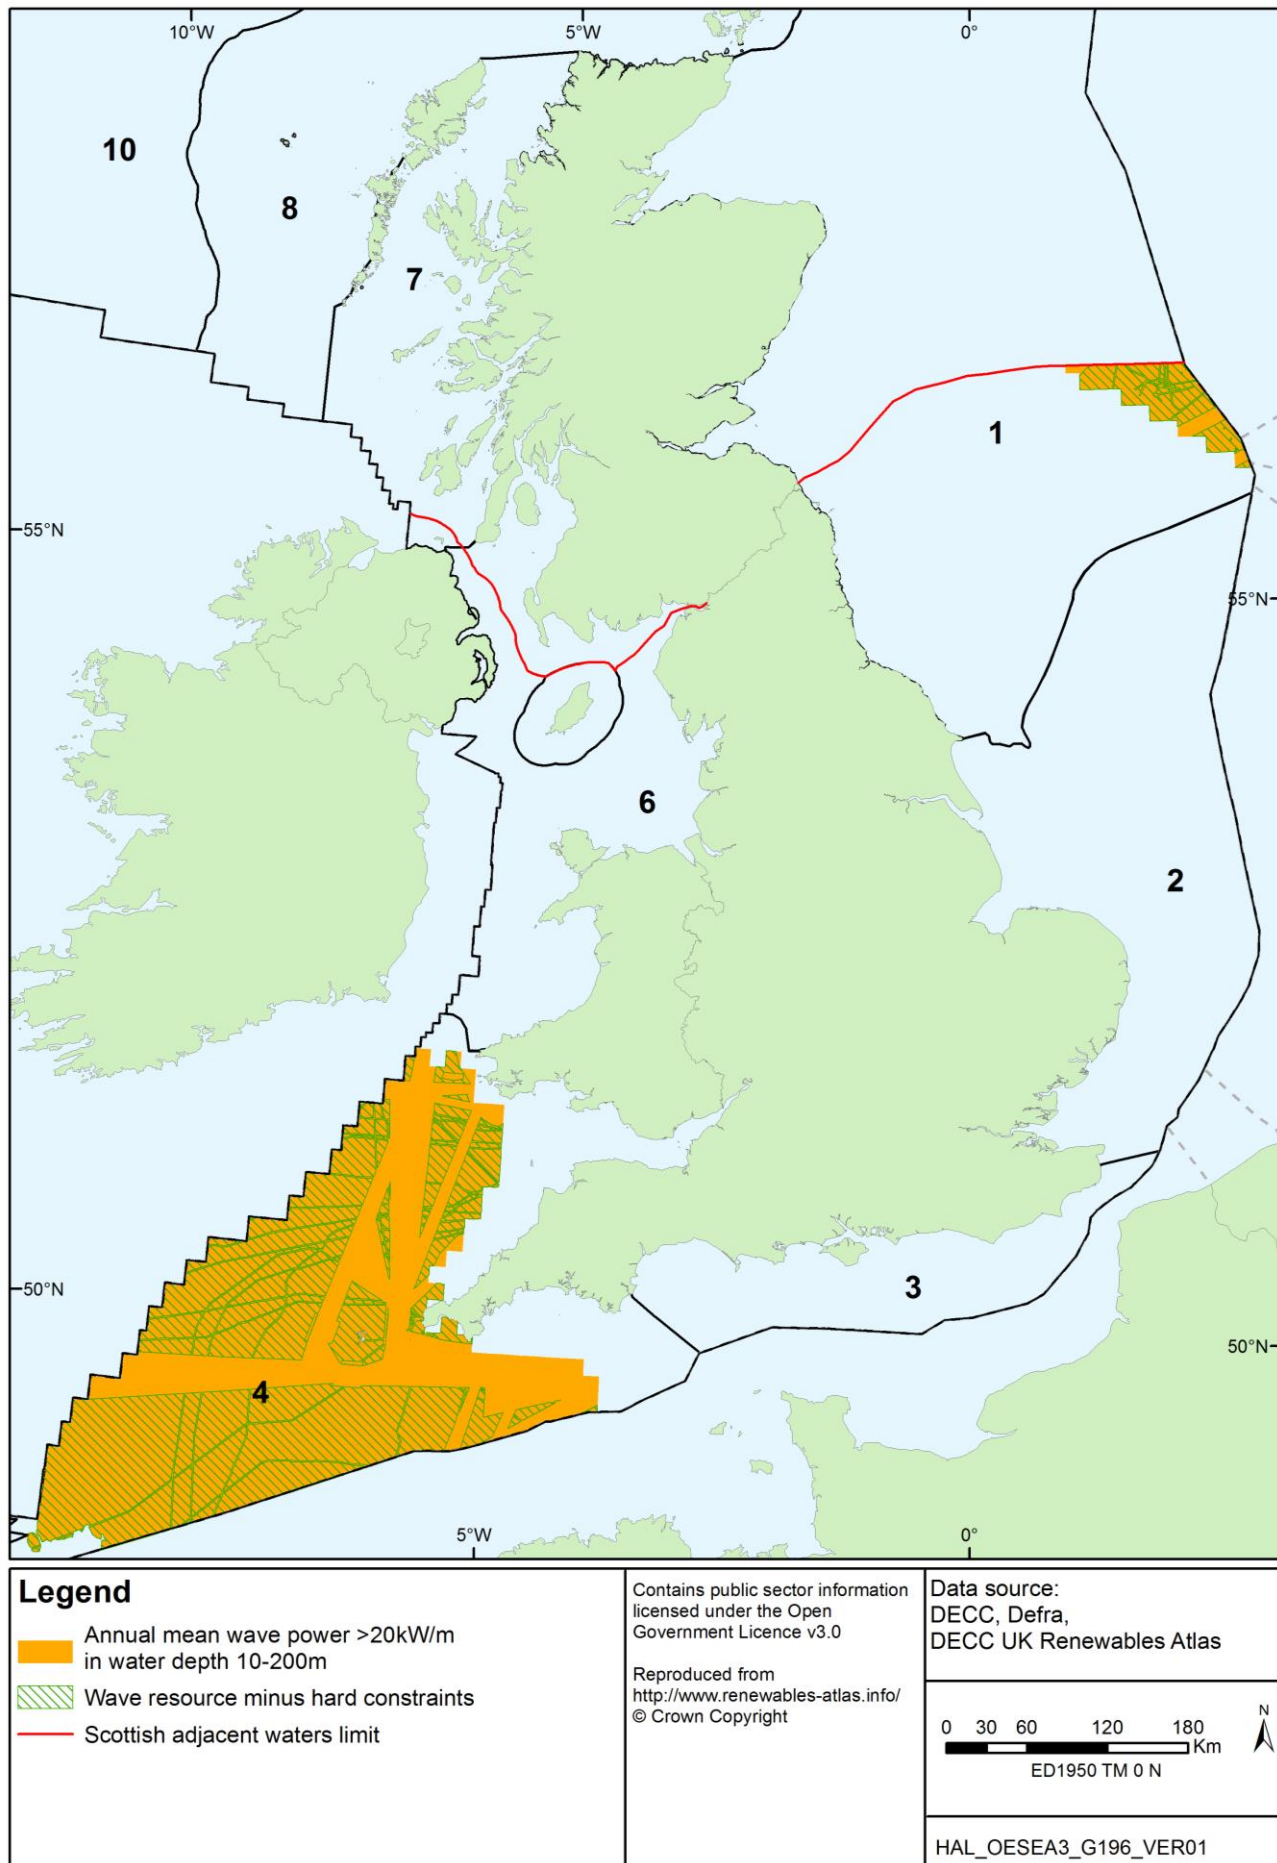 10°W
5°W
0°
10
8
7
1
55°N
55°N
6
2
50°N
3
50°N
4
5°W
0°
Legend
Annual mean wave power >20kW/m
in water depth 10-200m
Wave resource minus hard constraints
Scottish adjacent waters limit
Contains public sector information
licensed under the Open
Government Licence v3.0
Reproduced from
http://www.renewables-atlas.info/
© Crown Copyright
Data source:
DECC, Defra,
DECC UK Renewables Atlas
0 30 60 120 180
Km
N
ED1950 TM 0 N
HAL_OESEA3_G196_VER01